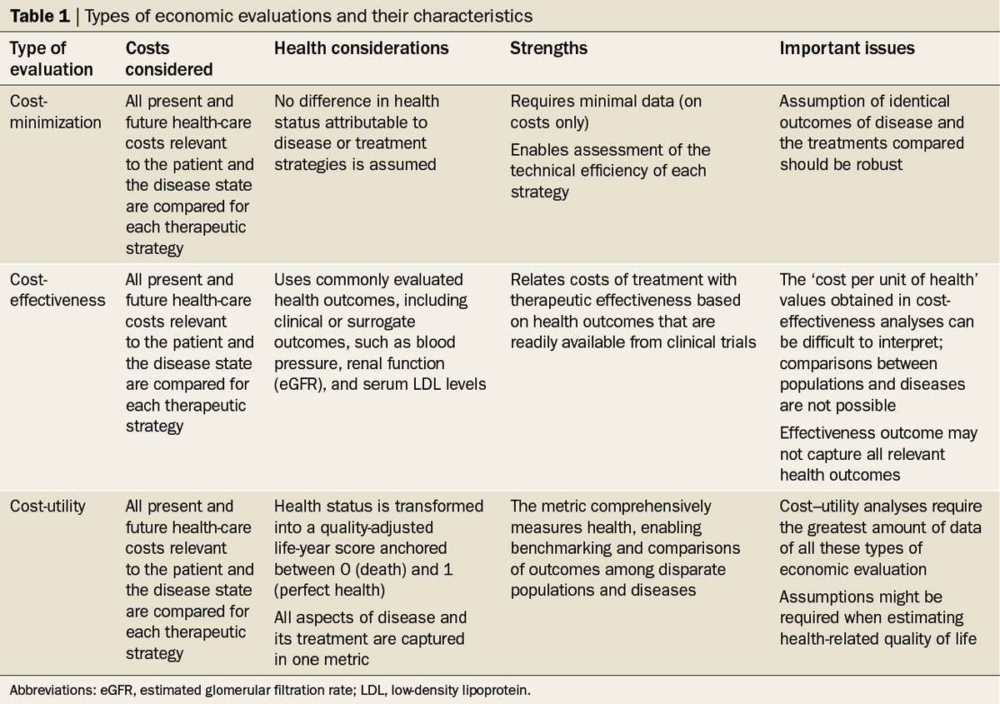 Table 1 | Types of economic evaluations and their characteristics
Type of
evaluation
Costs
considered
Health considerations
Strengths
Important issues
Cost-
minimization
All present and
future health-care
costs relevant
to the patient and
the disease state
are compared for
each therapeutic
strategy
No difference in health
status attributable to
disease or treatment
strategies is assumed
Requires minimal data (on
costs only)
Enables assessment of the
technical efficiency of each
strategy
Assumption of identical
outcomes of disease and
the treatments compared
should be robust
Cost-
effectiveness
All present and
future health-care
costs relevant
to the patient and
the disease state
are compared for
each therapeutic
strategy
Uses commonly evaluated
health outcomes, including
clinical or surrogate
outcomes, such as blood
pressure, renal function
(eGFR), and serum LDL levels
Relates costs of treatment with
therapeutic effectiveness based
on health outcomes that are
readily available from clinical trials
The ‘cost per unit of health’
values obtained in cost-
effectiveness analyses can
be difficult to interpret;
comparisons between
populations and diseases
are not possible
Effectiveness outcome may
not capture all relevant
health outcomes
Cost-utility
All present and
future health-care
costs relevant
to the patient and
the disease state
are compared for
each therapeutic
strategy
Health status is transformed
into a quality-adjusted
life-year score anchored
between 0 (death) and 1
(perfect health)
All aspects of disease and
its treatment are captured
in one metric
The metric comprehensively
measures health, enabling
benchmarking and comparisons
of outcomes among disparate
populations and diseases
Cost–utility analyses require
the greatest amount of data
of all these types of
economic evaluation
Assumptions might be
required when estimating
health-related quality of life
Abbreviations: eGFR, estimated glomerular filtration rate; LDL, low-density lipoprotein.